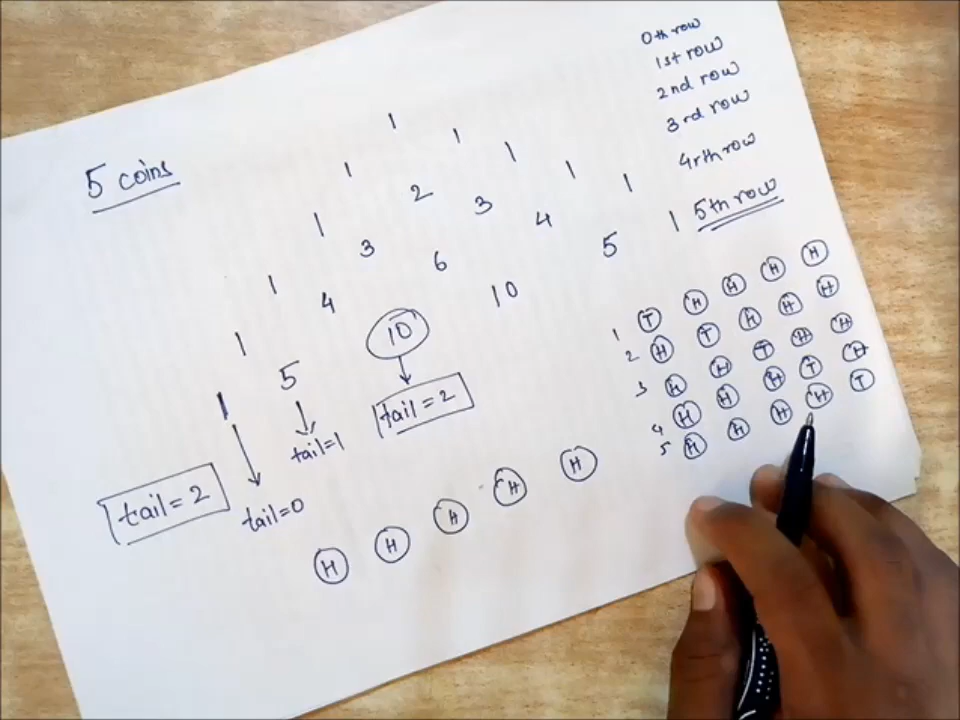 5 coins
0th row
1st row
2nd row
3rd row
4rth row
5th row
1
1 1
1 2 1
1 3 3 1
1 4 6 4 1
1 5 10 10 5 1
tail=0
tail=1
tail=2
tail=2
H H H H H
1 T H H H H
2 H T H H H
3 H H T H H
4 H H H T H
5 H H H H T